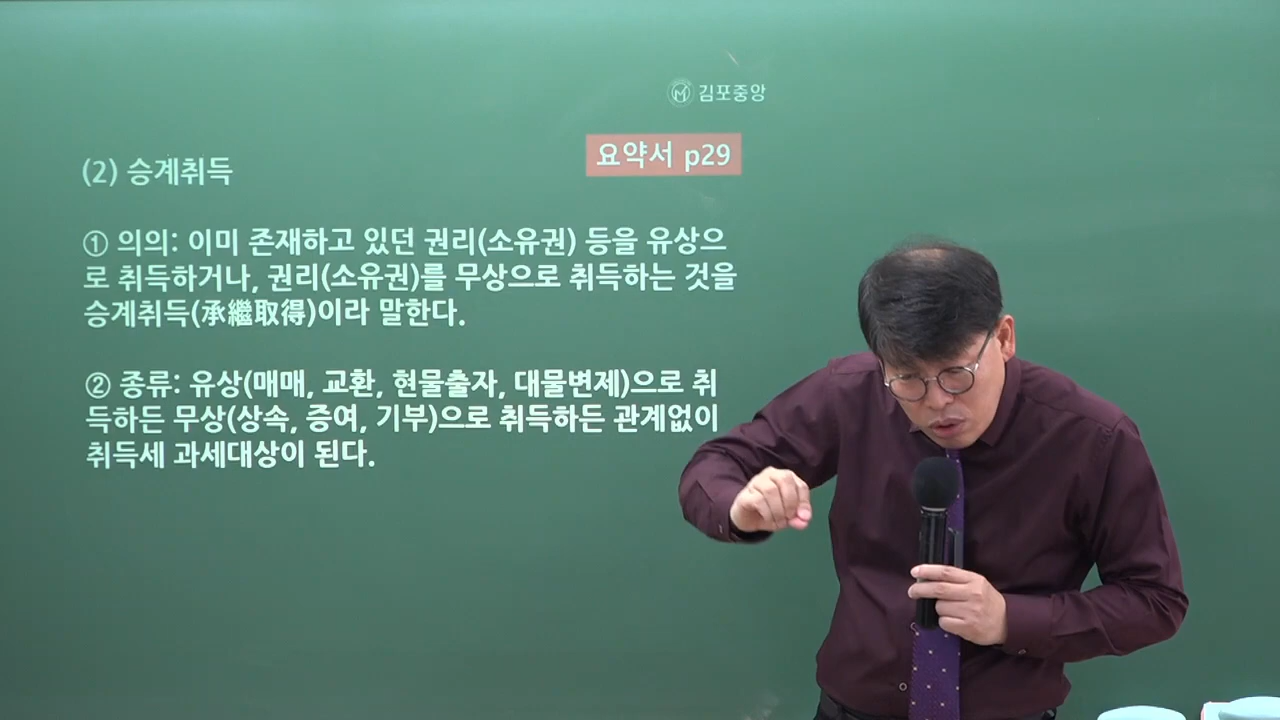 김포중앙
요약서 p29
(2) 승계취득
① 의의: 이미 존재하고 있던 권리(소유권) 등을 유상으
로 취득하거나, 권리(소유권)를 무상으로 취득하는 것을
승계취득(承繼取得)이라 말한다.
② 종류: 유상(매매, 교환, 현물출자, 대물변제)으로 취
득하든 무상(상속, 증여, 기부)으로 취득하든 관계없이
취득세 과세대상이 된다.